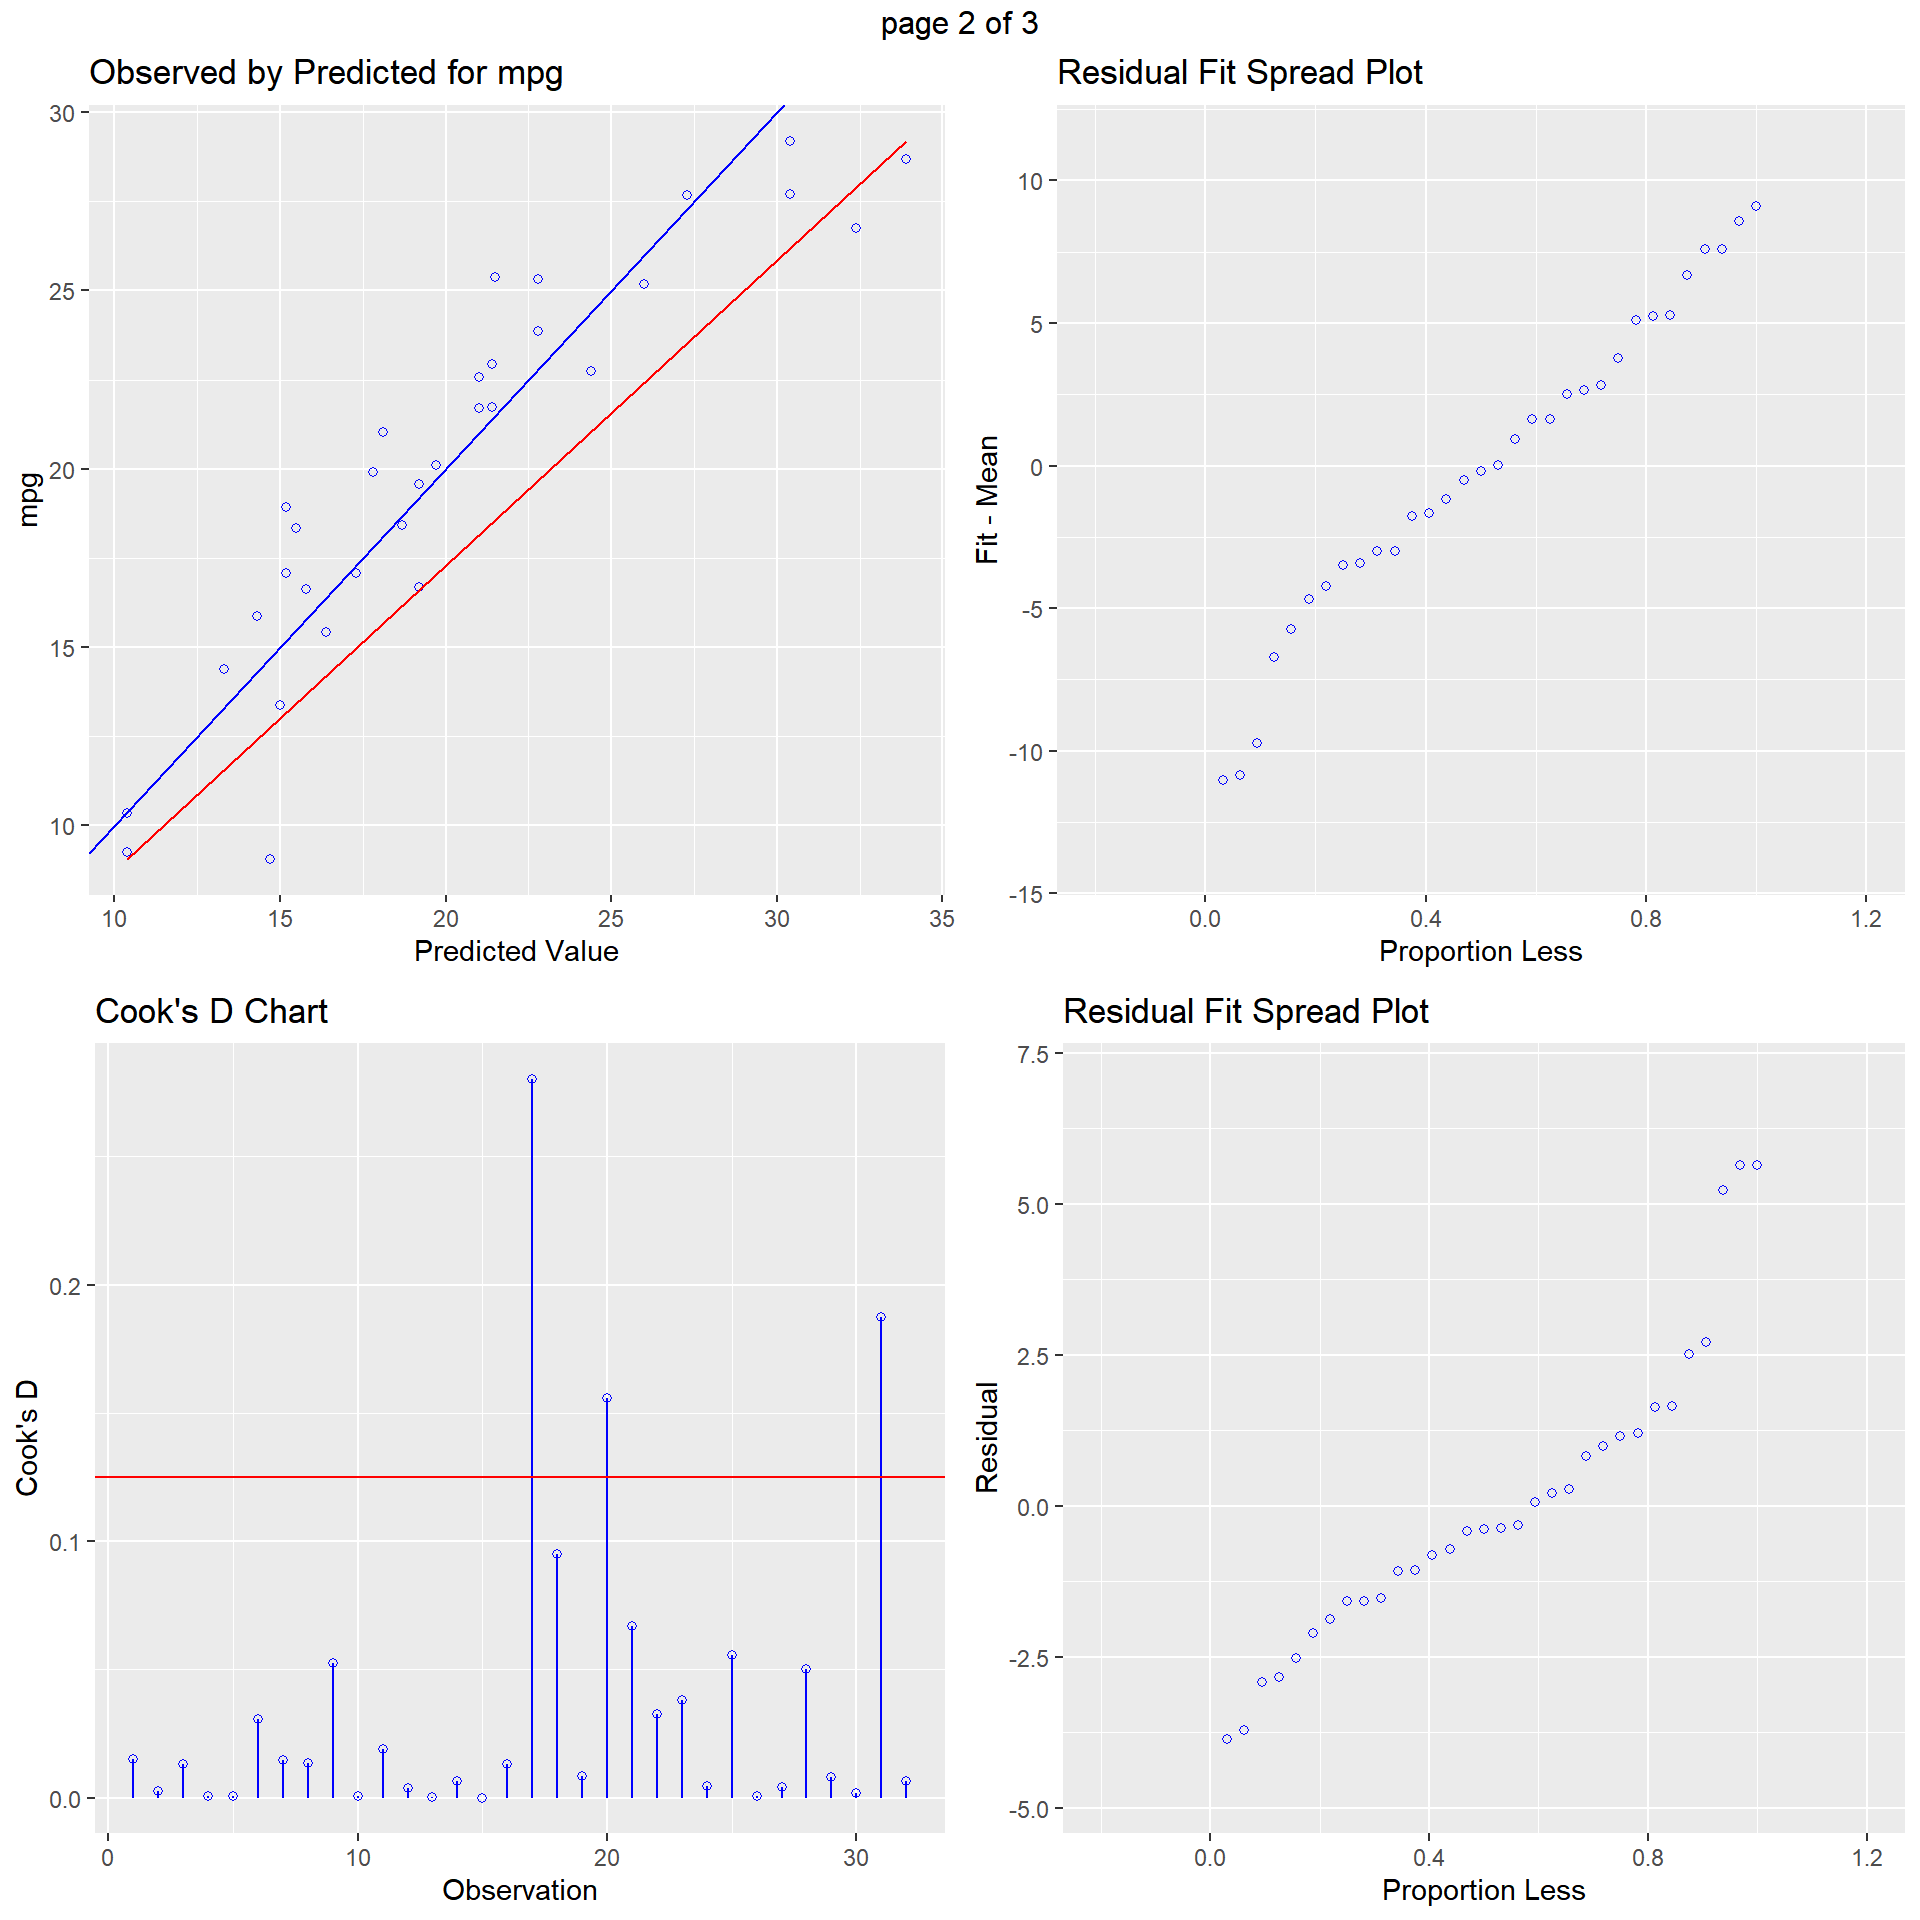 page 2 of 3
Observed by Predicted for mpg
30
25
20
15
10
mpg
10 15 20 25 30 35
Predicted Value
Residual Fit Spread Plot
10
5
0
-5
-10
-15
Fit - Mean
0.0 0.4 0.8 1.2
Proportion Less
Cook's D Chart
0.2
0.1
0.0
Cook's D
0 10 20 30
Observation
Residual Fit Spread Plot
7.5
5.0
2.5
0.0
-2.5
-5.0
Residual
0.0 0.4 0.8 1.2
Proportion Less